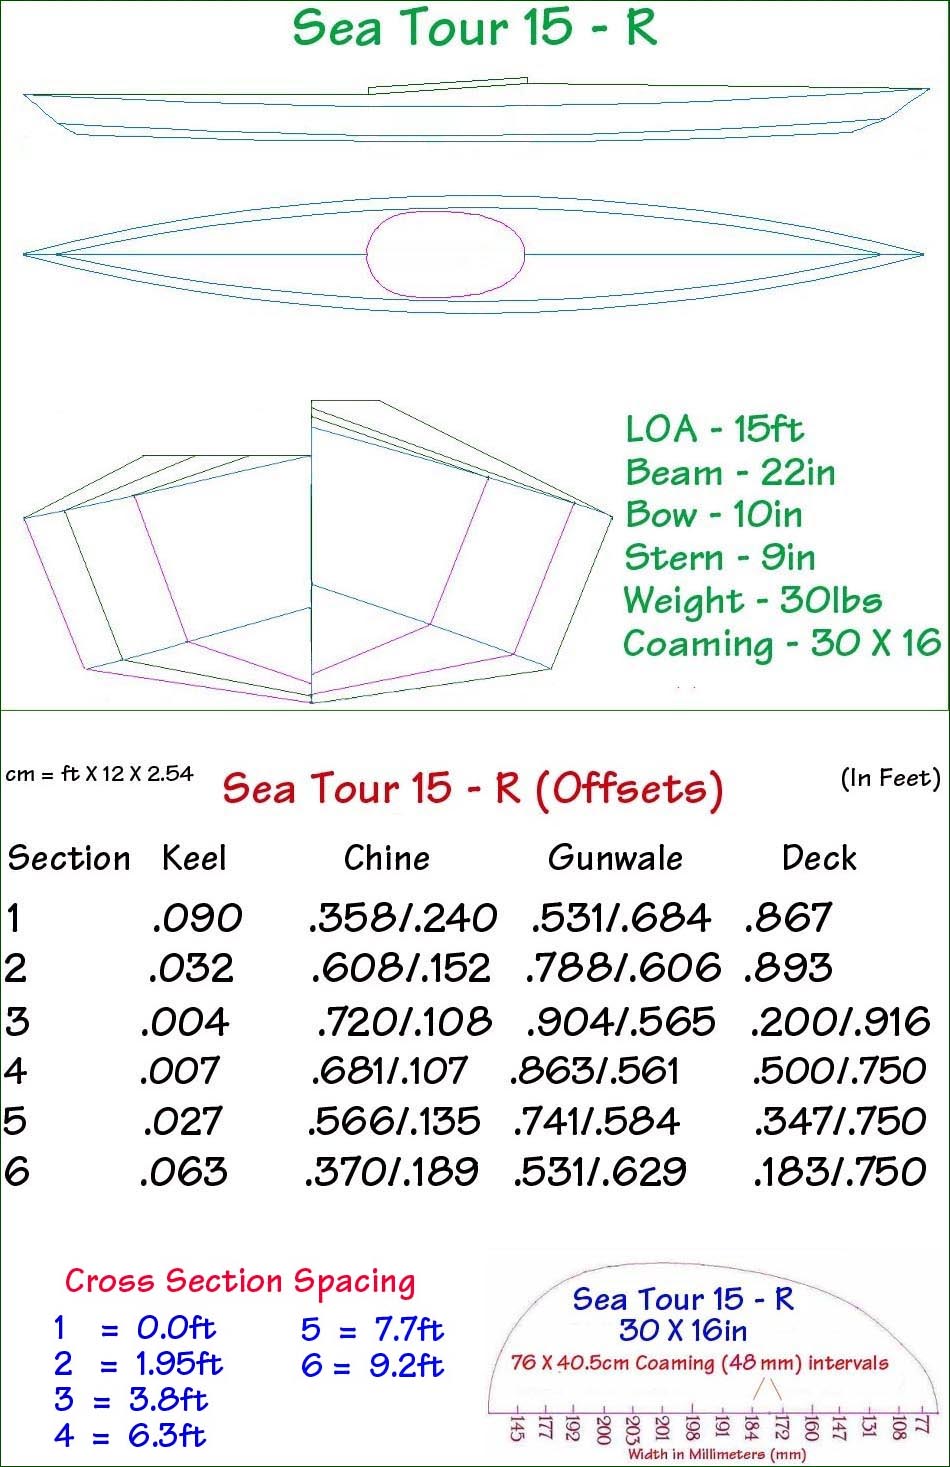 Sea Tour 15 - R
LOA - 15ft
Beam - 22in
Bow - 10in
Stern - 9in
Weight - 30lbs
Coaming - 30 X 16
cm = ft X 12 X 2.54
Sea Tour 15 - R (Offsets)
(In Feet)
Section Keel Chine Gunwale Deck
1 .090 .358/.240 .531/.684 .867
2 .032 .608/.152 .788/.606 .893
3 .004 .720/.108 .904/.565 .200/.916
4 .007 .681/.107 .863/.561 .500/.750
5 .027 .566/.135 .741/.584 .347/.750
6 .063 .370/.189 .531/.629 .183/.750
Cross Section Spacing
1 = 0.0ft
2 = 1.95ft
3 = 3.8ft
4 = 6.3ft
5 = 7.7ft
6 = 9.2ft
Sea Tour 15 - R
30 X 16in
76 X 40.5cm Coaming (48 mm) intervals
145 177 192 200 203 201 198 191 184 172 160 147 131 108 77
Width in Millimeters (mm)